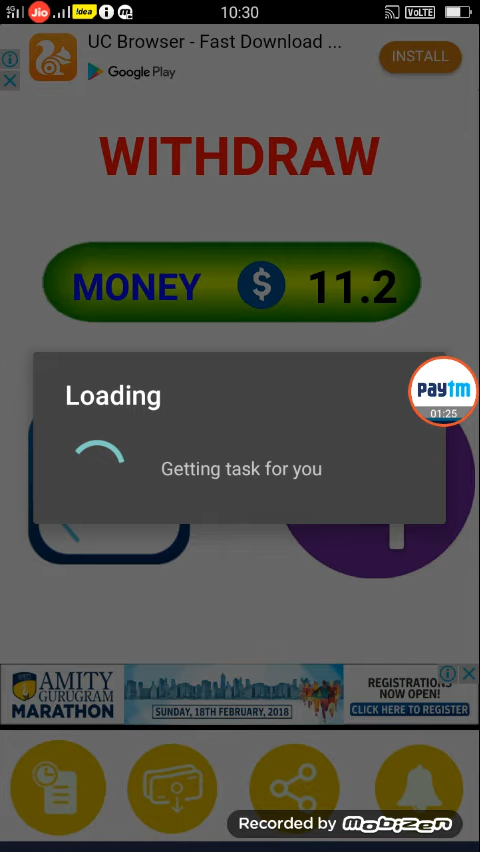 4G
Jio
!dea
10:30
VoLTE
UC Browser - Fast Download ...
Google Play
INSTALL
WITHDRAW
MONEY $ 11.2
Loading
Getting task for you
paytm
01:25
AMITY
GURUGRAM
MARATHON
SUNDAY, 18TH FEBRUARY, 2018
REGISTRATIONS
NOW OPEN!
CLICK HERE TO REGISTER
Recorded by mobizen